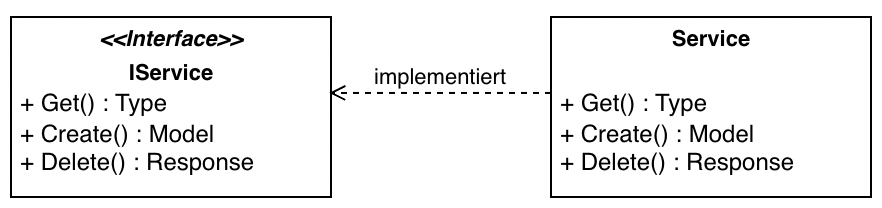 <<Interface>>
IService
+ Get() : Type
+ Create() : Model
+ Delete() : Response
implementiert
Service
+ Get() : Type
+ Create() : Model
+ Delete() : Response